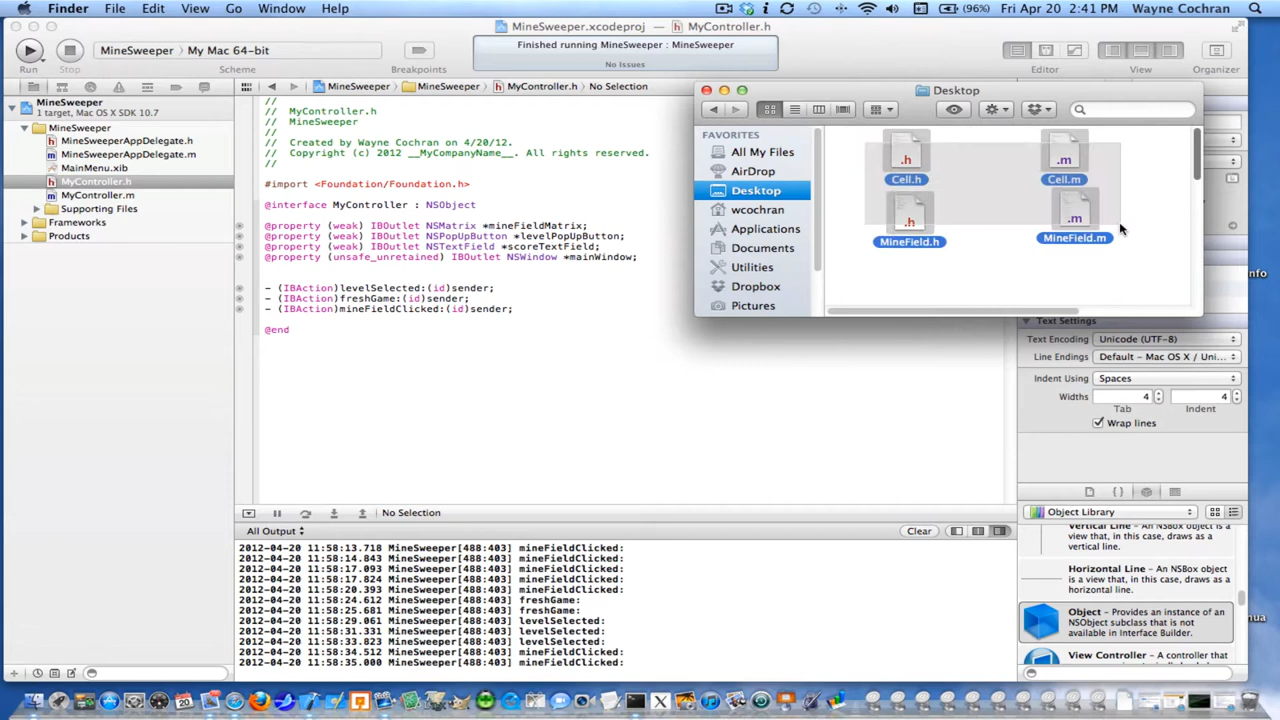 Finder File Edit View Go Window Help
(96%) Fri Apr 20 2:41 PM Wayne Cochran
MineSweeper.xcodeproj — MyController.h
Finished running MineSweeper : MineSweeper
No Issues
MineSweeper My Mac 64-bit
Run Stop Scheme Breakpoints Editor View Organizer
MineSweeper MineSweeper MyController.h No Selection
MineSweeper
1 target, Mac OS X SDK 10.7
MineSweeper
MineSweeperAppDelegate.h
MineSweeperAppDelegate.m
MainMenu.xib
MyController.h
MyController.m
Supporting Files
Frameworks
Products
//
// MyController.h
// MineSweeper
//
// Created by Wayne Cochran on 4/20/12.
// Copyright (c) 2012 __MyCompanyName__. All rights reserved.
//
#import <Foundation/Foundation.h>
@interface MyController : NSObject
@property (weak) IBOutlet NSMatrix *mineFieldMatrix;
@property (weak) IBOutlet NSPopUpButton *levelPopUpButton;
@property (weak) IBOutlet NSTextField *scoreTextField;
@property (unsafe_unretained) IBOutlet NSWindow *mainWindow;
- (IBAction)levelSelected:(id)sender;
- (IBAction)freshGame:(id)sender;
- (IBAction)mineFieldClicked:(id)sender;
@end
Desktop
FAVORITES
All My Files
AirDrop
Desktop
wcochran
Applications
Documents
Utilities
Dropbox
Pictures
.h
Cell.h
.m
Cell.m
.h
MineField.h
.m
MineField.m
Text Settings
Text Encoding Unicode (UTF-8)
Line Endings Default - Mac OS X / Uni...
Indent Using Spaces
Widths 4 4
Tab Indent
Wrap lines
Object Library
Vertical Line - An NSBox object is
a view that, in this case, draws as a
vertical line.
Horizontal Line - An NSBox object
is a view that, in this case, draws as a
horizontal line.
Object - Provides an instance of an
NSObject subclass that is not
available in Interface Builder.
View Controller - A controller that
No Selection
All Output Clear
2012-04-20 11:58:13.718 MineSweeper[488:403] mineFieldClicked:
2012-04-20 11:58:14.843 MineSweeper[488:403] mineFieldClicked:
2012-04-20 11:58:17.093 MineSweeper[488:403] mineFieldClicked:
2012-04-20 11:58:17.824 MineSweeper[488:403] mineFieldClicked:
2012-04-20 11:58:20.393 MineSweeper[488:403] mineFieldClicked:
2012-04-20 11:58:24.612 MineSweeper[488:403] freshGame:
2012-04-20 11:58:25.681 MineSweeper[488:403] freshGame:
2012-04-20 11:58:29.061 MineSweeper[488:403] levelSelected:
2012-04-20 11:58:31.331 MineSweeper[488:403] levelSelected:
2012-04-20 11:58:33.823 MineSweeper[488:403] levelSelected:
2012-04-20 11:58:34.512 MineSweeper[488:403] mineFieldClicked:
2012-04-20 11:58:35.000 MineSweeper[488:403] mineFieldClicked: